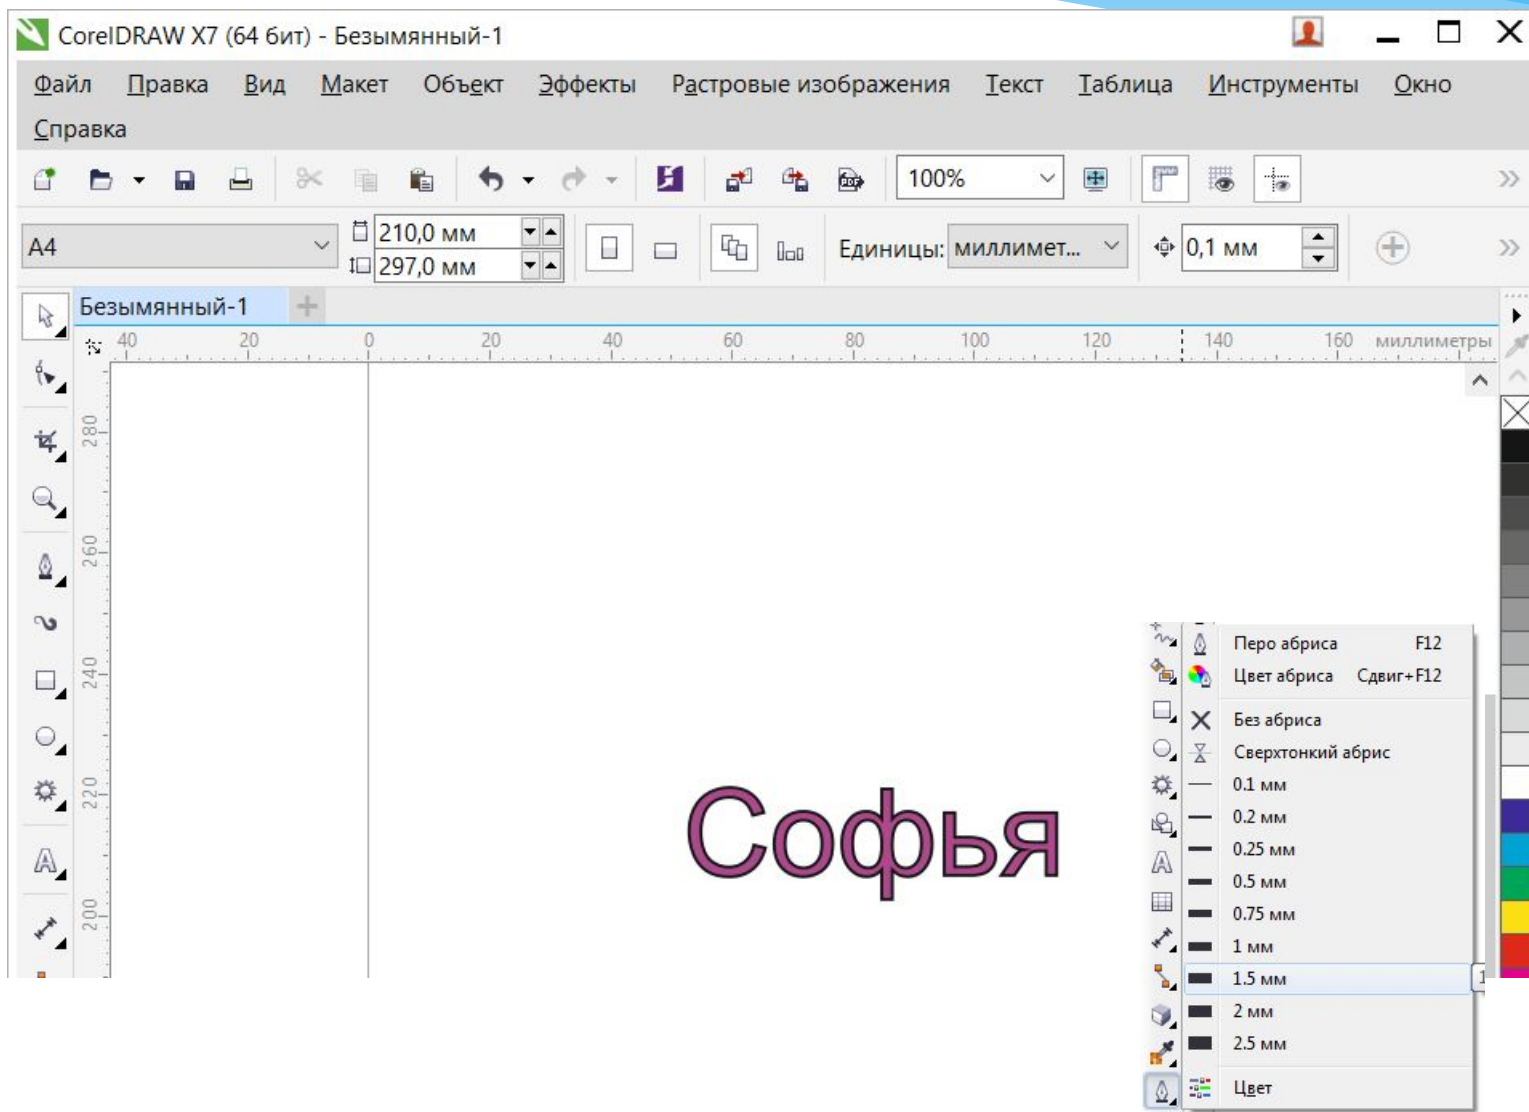 CorelDRAW X7 (64 бит) - Безымянный-1
Файл Правка Вид Макет Объект Эффекты Растровые изображения Текст Таблица Инструменты Окно
Справка
100%
A4
210,0 мм
297,0 мм
Единицы: миллимет...
0,1 мм
Безымянный-1
40 20 0 20 40 60 80 100 120 140 160 миллиметры
280
260
240
220
200
Софья
Перо абриса F12
Цвет абриса Сдвиг+F12
Без абриса
Сверхтонкий абрис
0.1 мм
0.2 мм
0.25 мм
0.5 мм
0.75 мм
1 мм
1.5 мм
2 мм
2.5 мм
Цвет